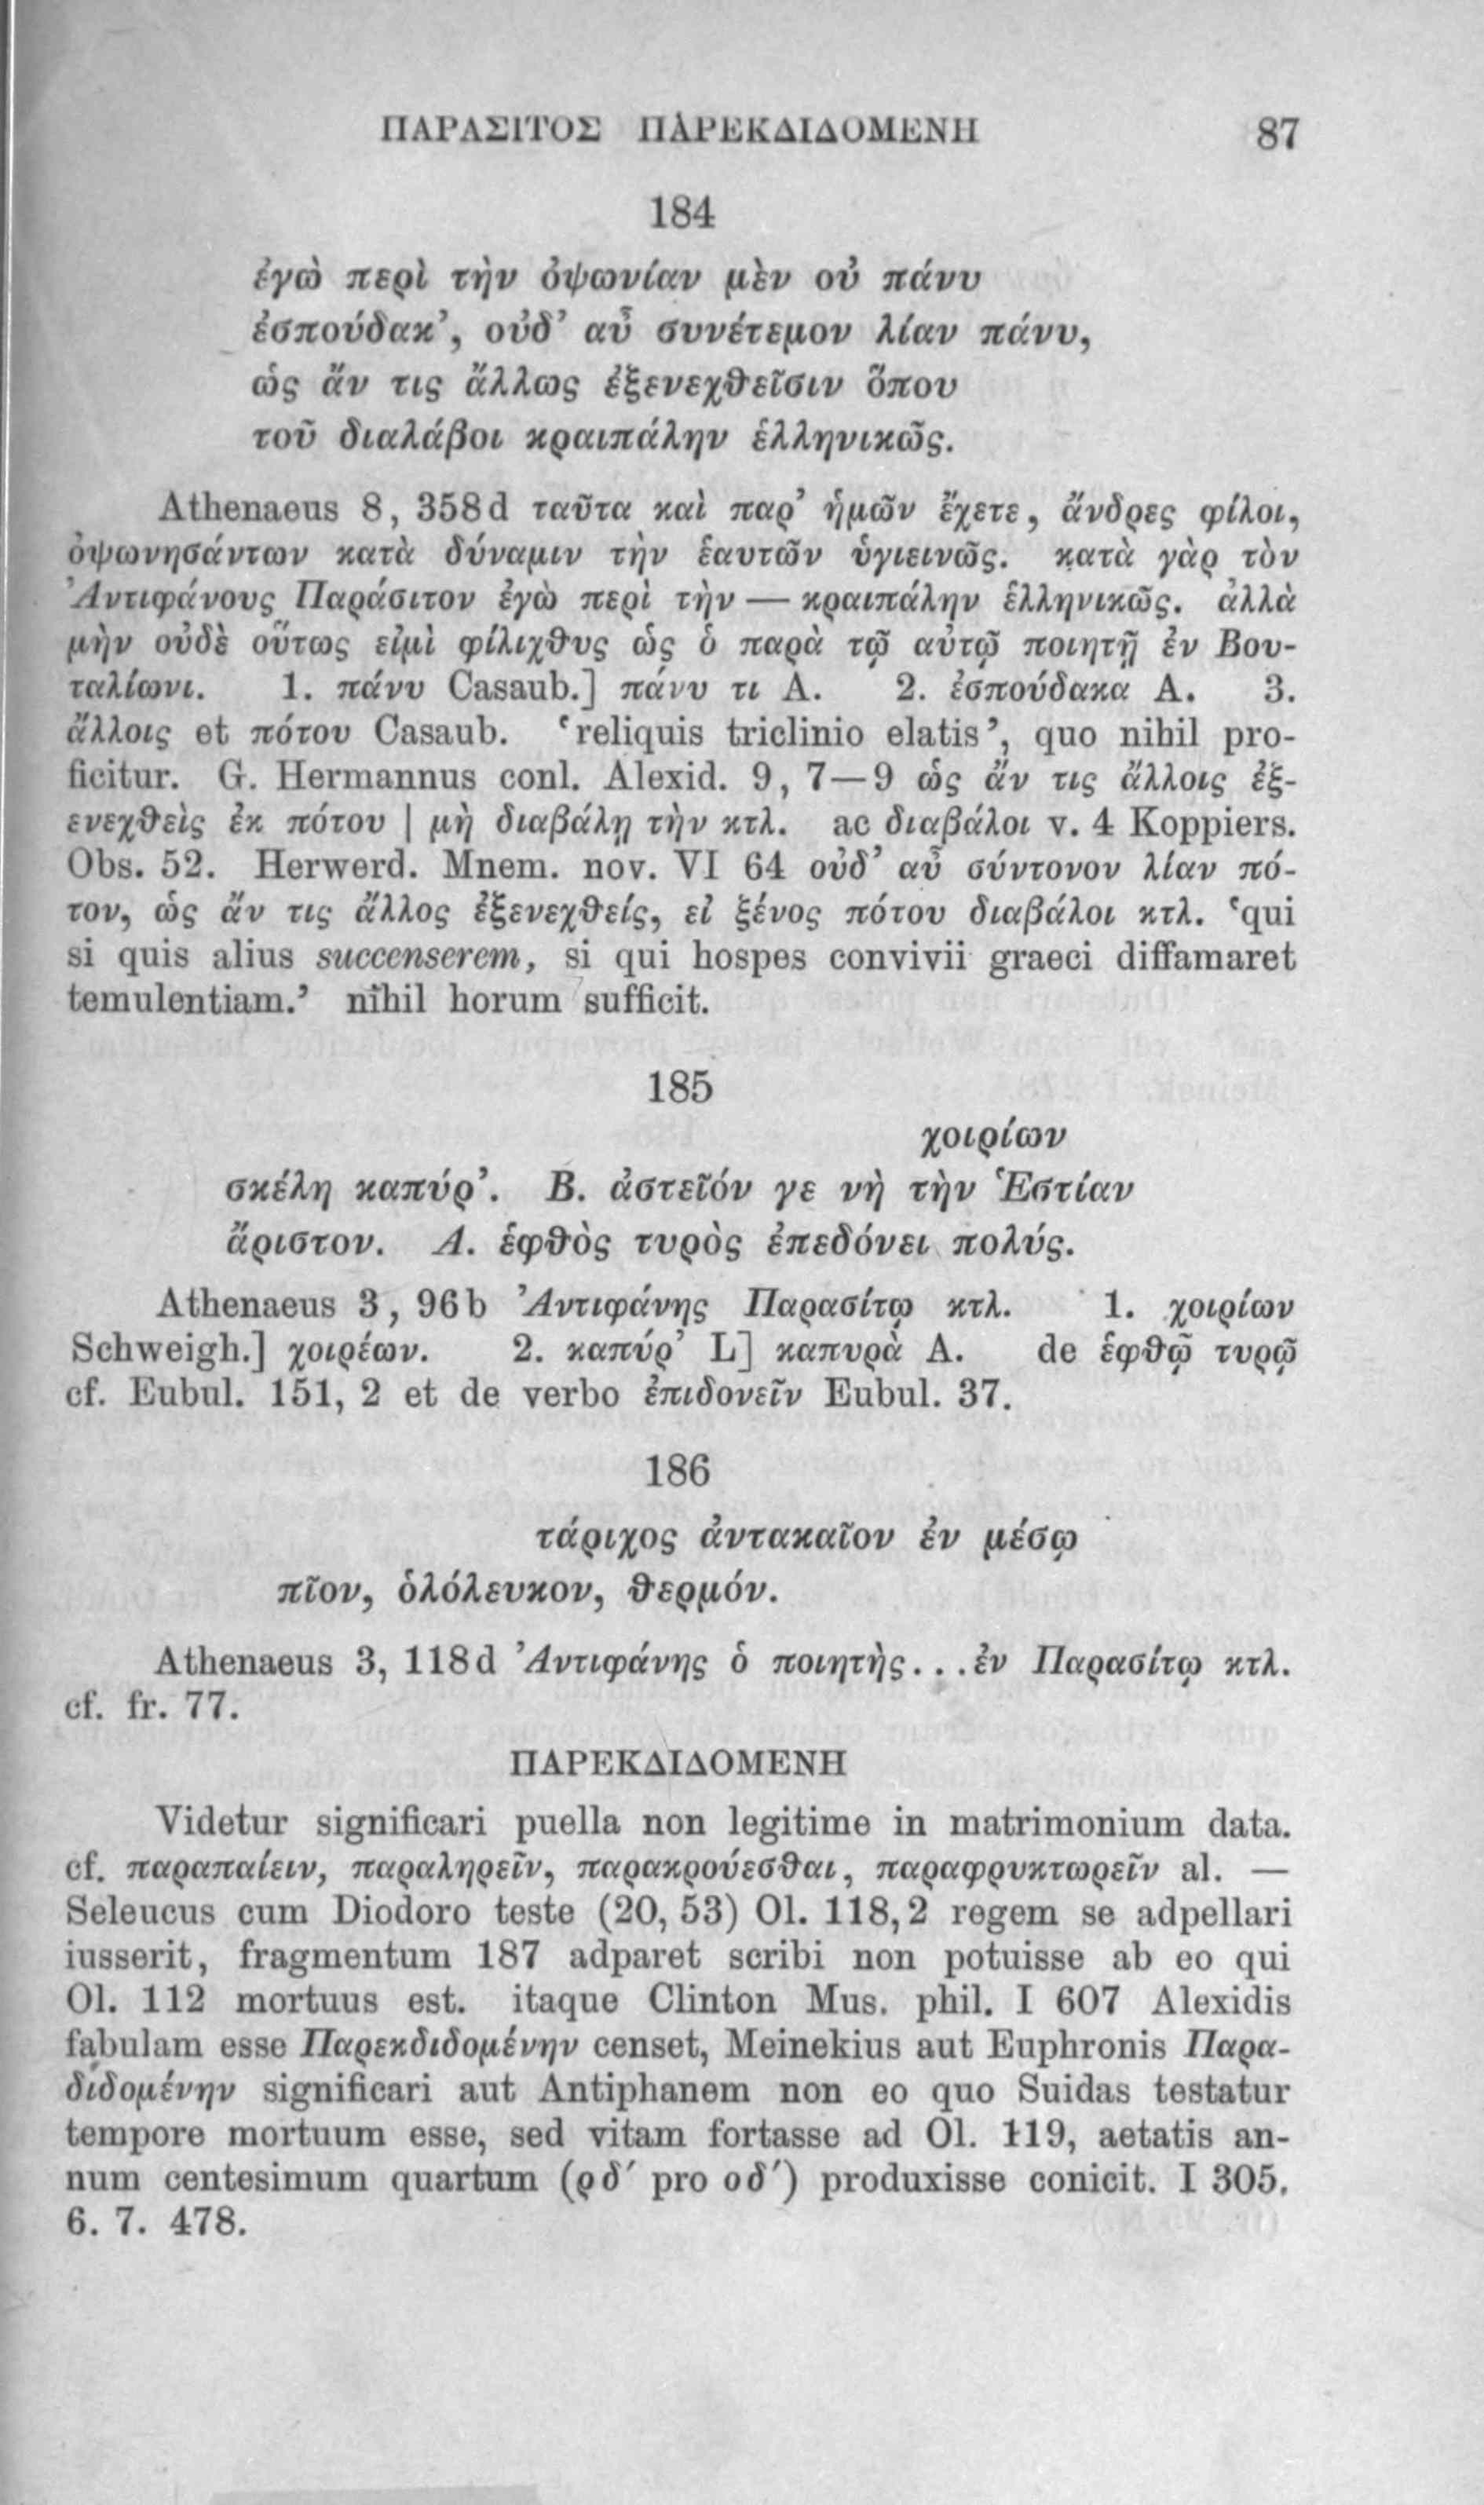 ΠΑΡΑΣΙΤΟΣ ΠΑΡΕΚΔΙΔΟΜΕΝΗ 87
184
ἐγὼ περὶ τὴν ὀψωνίαν μὲν οὐ πάνυ
ἐσπούδακ’, οὐδ’ αὖ συνέτεμον λίαν πάνυ,
ὡς ἄν τις ἄλλως ἐξενεχθεῖσιν ὅπου
τοῦ διαλάβοι κραιπάλην ἑλληνικῶς.
Athenaeus 8, 358d ταῦτα καὶ παρ’ ἡμῶν ἔχετε, ἄνδρες φίλοι,
ὀψωνησάντων κατὰ δύναμιν τὴν ἑαυτῶν ὑγιεινῶς. κατὰ γὰρ τὸν
Ἀντιφάνους Παράσιτον ἐγὼ περὶ τὴν — κραιπάλην ἑλληνικῶς. ἀλλὰ
μὴν οὐδὲ οὕτως εἰμὶ φίλιχθυς ὡς ὁ παρὰ τῷ αὐτῷ ποιητῇ ἐν Βου-
ταλίωνι. 1. πάνυ Casaub.] πάνυ τι A. 2. ἐσπούδακα A. 3.
ἄλλοις et πότου Casaub. ‘reliquis triclinio elatis’, quo nihil pro-
ficitur. G. Hermannus conl. Alexid. 9, 7—9 ὡς ἄν τις ἄλλοις ἐξ-
ενεχθεὶς ἐκ πότου | μὴ διαβάλῃ τὴν κτλ. ac διαβάλοι v. 4 Koppiers.
Obs. 52. Herwerd. Mnem. nov. VI 64 οὐδ’ αὖ σύντονον λίαν πό-
τον, ὡς ἄν τις ἄλλος ἐξενεχθείς, εἰ ξένος πότου διαβάλοι κτλ. ‘qui
si quis alius succenserem, si qui hospes convivii graeci diffamaret
temulentiam.’ nihil horum sufficit.
185
χοιρίων
σκέλη καπύρ’. Β. ἀστεῖόν γε νὴ τὴν Ἑστίαν
ἄριστον. Α. ἑφθὸς τυρὸς ἐπεδόνει πολύς.
Athenaeus 3, 96b Ἀντιφάνης Παρασίτῳ κτλ. 1. χοιρίων
Schweigh.] χοιρέων. 2. καπύρ’ L] καπυρὰ A. de ἑφθῷ τυρῷ
cf. Eubul. 151, 2 et de verbo ἐπιδονεῖν Eubul. 37.
186
τάριχος ἀντακαῖον ἐν μέσῳ
πῖον, ὁλόλευκον, θερμόν.
Athenaeus 3, 118d Ἀντιφάνης ὁ ποιητὴς...ἐν Παρασίτῳ κτλ.
cf. fr. 77.
ΠΑΡΕΚΔΙΔΟΜΕΝΗ
Videtur significari puella non legitime in matrimonium data.
cf. παραπαίειν, παραληρεῖν, παρακρούεσθαι, παραφρυκτωρεῖν al. —
Seleucus cum Diodoro teste (20, 53) Ol. 118,2 regem se adpellari
iusserit, fragmentum 187 adparet scribi non potuisse ab eo qui
Ol. 112 mortuus est. itaque Clinton Mus. phil. I 607 Alexidis
fabulam esse Παρεκδιδομένην censet, Meinekius aut Euphronis Παρα-
διδομένην significari aut Antiphanem non eo quo Suidas testatur
tempore mortuum esse, sed vitam fortasse ad Ol. 119, aetatis an-
num centesimum quartum (ρδ′ pro οδ′) produxisse conicit. I 305.
6. 7. 478.